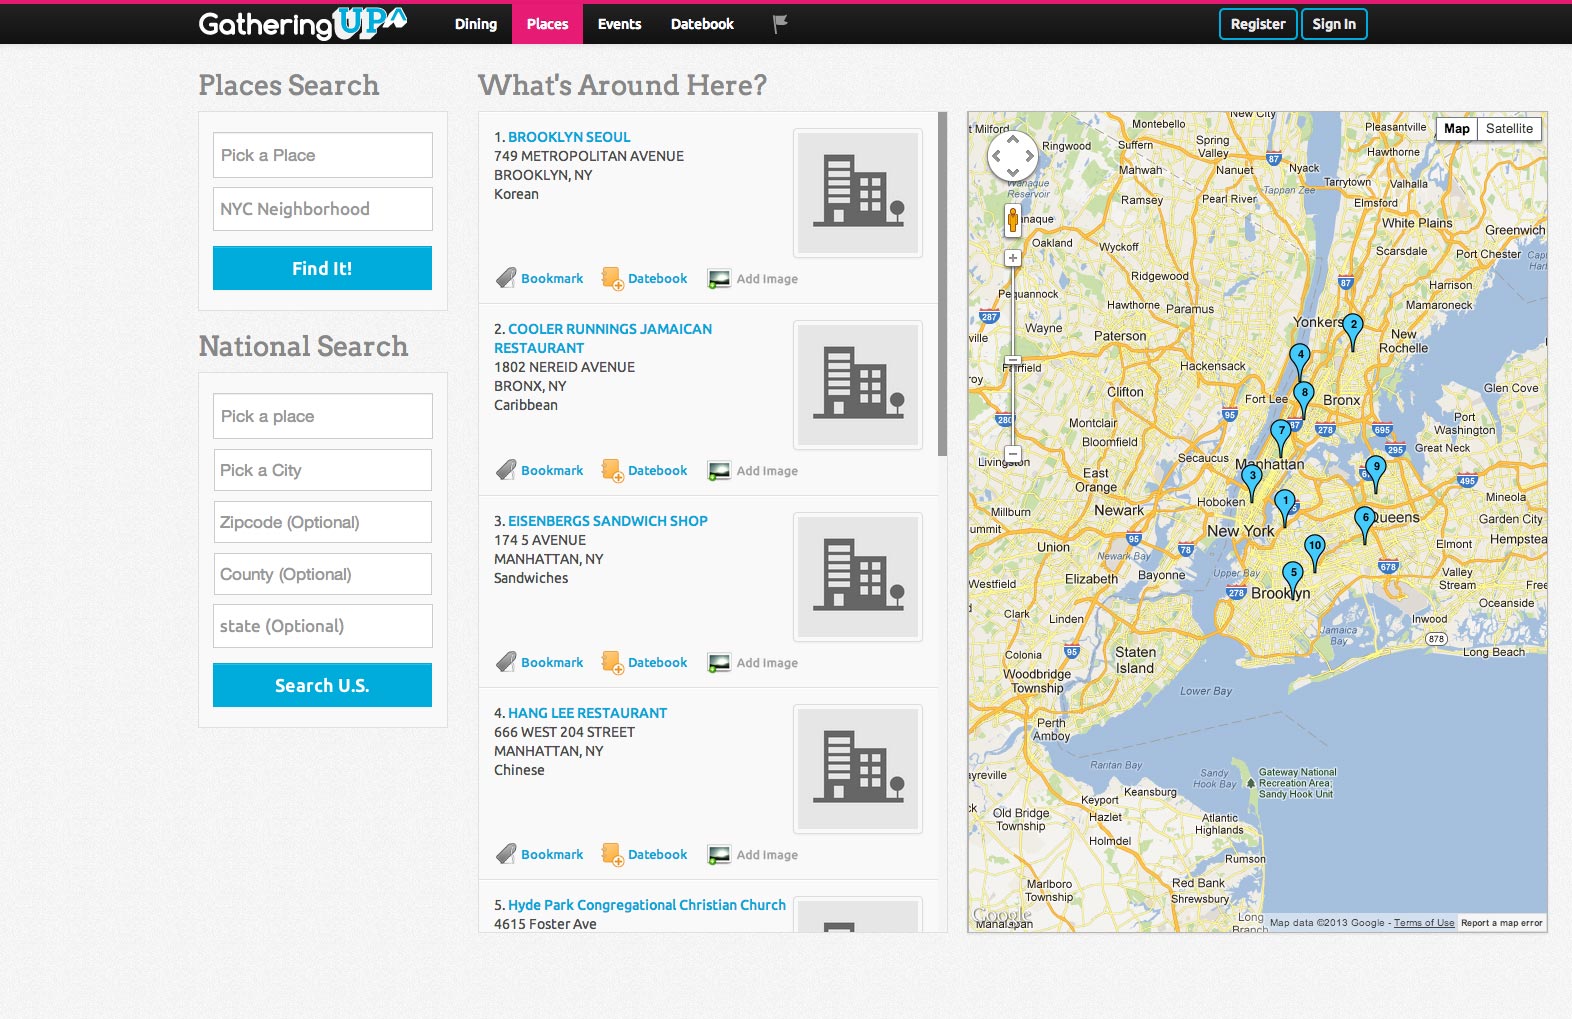 GatheringUP^
Dining
Places
Events
Datebook
Register
Sign In
Places Search
Pick a Place
NYC Neighborhood
Find It!
National Search
Pick a place
Pick a City
Zipcode (Optional)
County (Optional)
state (Optional)
Search U.S.
What's Around Here?
1. BROOKLYN SEOUL
749 METROPOLITAN AVENUE
BROOKLYN, NY
Korean
Bookmark
Datebook
Add Image
2. COOLER RUNNINGS JAMAICAN
RESTAURANT
1802 NEREID AVENUE
BRONX, NY
Caribbean
Bookmark
Datebook
Add Image
3. EISENBERGS SANDWICH SHOP
174 5 AVENUE
MANHATTAN, NY
Sandwiches
Bookmark
Datebook
Add Image
4. HANG LEE RESTAURANT
666 WEST 204 STREET
MANHATTAN, NY
Chinese
Bookmark
Datebook
Add Image
5. Hyde Park Congregational Christian Church
4615 Foster Ave
Map
Satellite
t Milford
Montebello
New City
Pleasantville
Ringwood
Suffern
Spring
Valley
87
Hawthorne
Nyack
Mahwah
Nanuet
Tarrytown
Valhalla
Wanaque
Reservoir
Tappan Zee
Ramsey
Pearl River
Elmsford
anaque
White Plains
Greenwich
Oakland
Wyckoff
Scarsdale
Port Chester
Ridgewood
87
Harrison
Pequannock
Hawthorne
Paramus
Mamaroneck
287
Wayne
Paterson
Yonkers
2
New
Rochelle
ville
4
Fairfield
Hackensack
Glen Cove
Clifton
8
Fort Lee
Bronx
280
95
Port
Washington
Montclair
7
87
278
695
Bloomfield
295
Great Neck
Livingston
Secaucus
Manhattan
9
East
Orange
3
495
Hoboken
1
Mineola
Millburn
Newark
6
Queens
Garden City
ummit
New York
95
10
Hempstea
Union
78
Elmont
Newark Bay
678
Valley
Stream
Westfield
Elizabeth
Bayonne
Upper Bay
5
278
Brooklyn
Free
Clark
Linden
Inwood
Oceanside
Jamaica
Bay
878
Colonia
95
Staten
Island
Long Beach
Woodbridge
Township
Lower Bay
Perth
Amboy
Raritan Bay
Sandy
Hook Bay
Gateway National
Recreation Area,
Sandy Hook Unit
ayreville
Keansburg
Keyport
Old Bridge
Township
Hazlet
Atlantic
Highlands
Holmdel
Rumson
Marlboro
Township
Red Bank
Shrewsbury
Google
Manalapan
Long
Branch
Map data ©2013 Google - Terms of Use
Report a map error